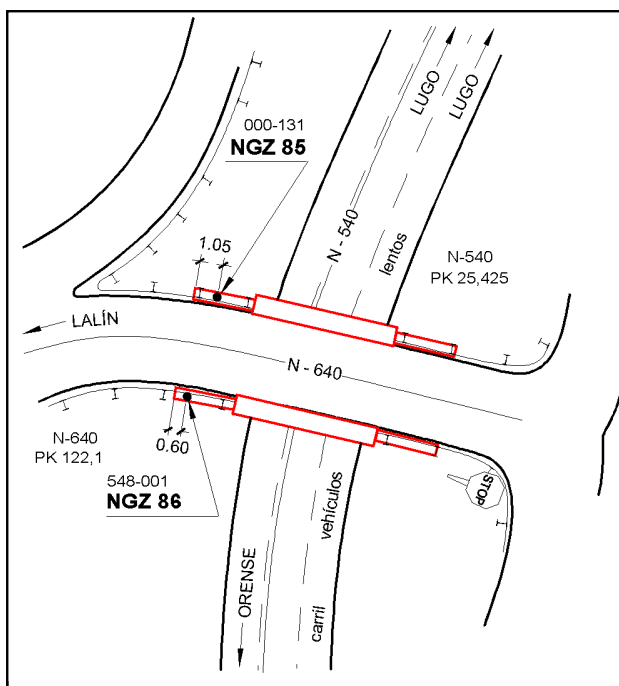 LUGO
LUGO
000-131
NGZ 85
N - 540
1.05
lentos
N-540
PK 25,425
LALÍN
N - 640
N-640
PK 122,1
0.60
548-001
NGZ 86
STOP
vehículos
ORENSE
carril